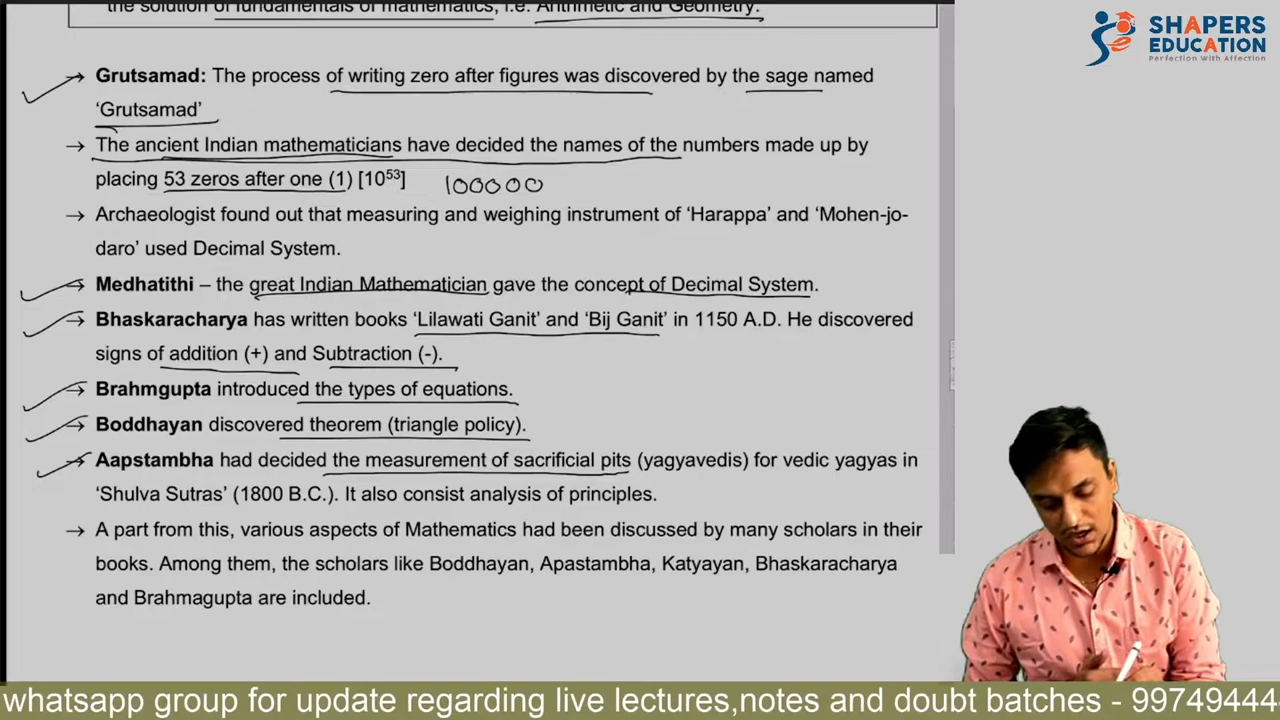 the solution of fundamentals of mathematics, i.e. Arithmetic and Geometry.
SHAPERS
EDUCATION
Perfection With Affection
→ Grutsamad: The process of writing zero after figures was discovered by the sage named
‘Grutsamad’
→ The ancient Indian mathematicians have decided the names of the numbers made up by
placing 53 zeros after one (1) [10⁵³] 100000
→ Archaeologist found out that measuring and weighing instrument of ‘Harappa’ and ‘Mohen-jo-
daro’ used Decimal System.
→ Medhatithi – the great Indian Mathematician gave the concept of Decimal System.
→ Bhaskaracharya has written books ‘Lilawati Ganit’ and ‘Bij Ganit’ in 1150 A.D. He discovered
signs of addition (+) and Subtraction (-).
→ Brahmgupta introduced the types of equations.
→ Boddhayan discovered theorem (triangle policy).
→ Aapstambha had decided the measurement of sacrificial pits (yagyavedis) for vedic yagyas in
‘Shulva Sutras’ (1800 B.C.). It also consist analysis of principles.
→ A part from this, various aspects of Mathematics had been discussed by many scholars in their
books. Among them, the scholars like Boddhayan, Apastambha, Katyayan, Bhaskaracharya
and Brahmagupta are included.
whatsapp group for update regarding live lectures,notes and doubt batches - 99749444